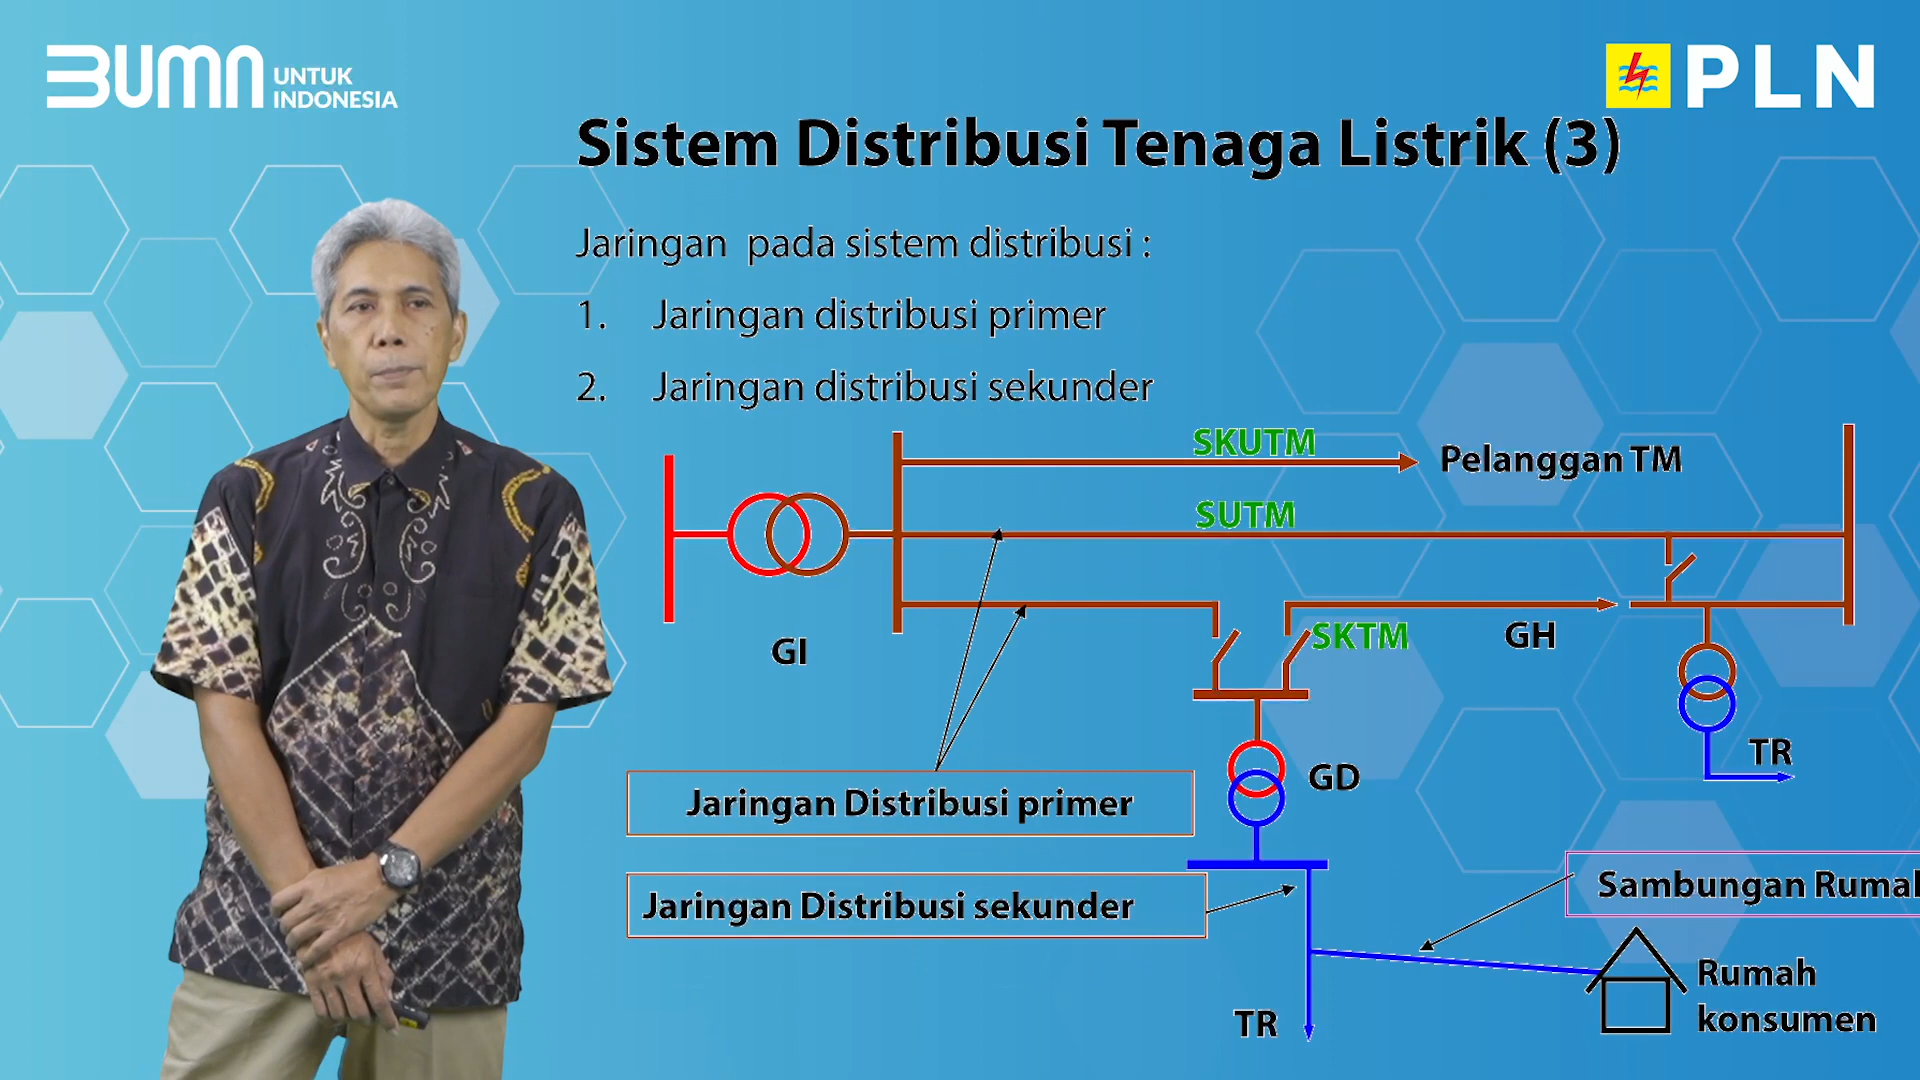 BUMN UNTUK
INDONESIA
PLN
Sistem Distribusi Tenaga Listrik (3)
Jaringan pada sistem distribusi :
1. Jaringan distribusi primer
2. Jaringan distribusi sekunder
SKUTM
Pelanggan TM
SUTM
SKTM
GH
GI
TR
GD
Jaringan Distribusi primer
Sambungan Rumah
Jaringan Distribusi sekunder
Rumah
konsumen
TR